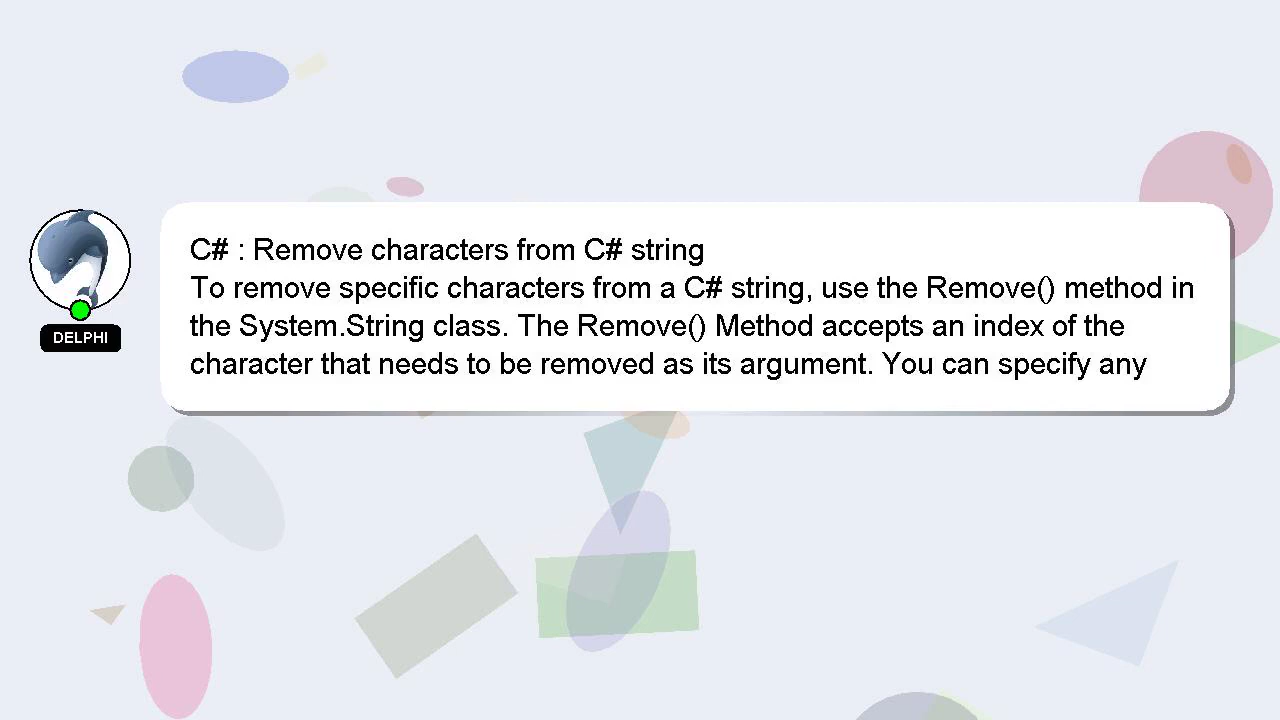 C# : Remove characters from C# string
To remove specific characters from a C# string, use the Remove() method in
the System.String class. The Remove() Method accepts an index of the
character that needs to be removed as its argument. You can specify any
DELPHI